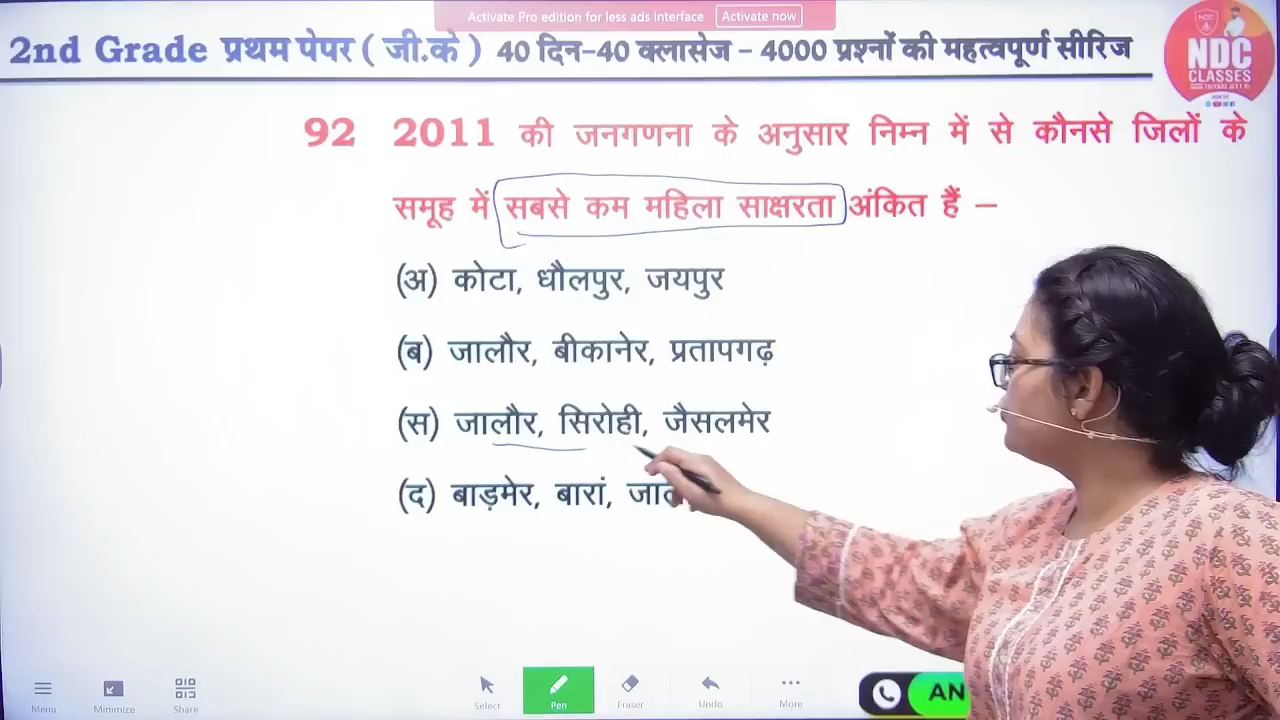 Activate Pro edition for less ads interface Activate now
2nd Grade प्रथम पेपर ( जी.के ) 40 दिन-40 क्लासेज - 4000 प्रश्नों की महत्वपूर्ण सीरिज
NDC
CLASSES
92 2011 की जनगणना के अनुसार निम्न में से कौनसे जिलों के
समूह में सबसे कम महिला साक्षरता अंकित हैं –
(अ) कोटा, धौलपुर, जयपुर
(ब) जालौर, बीकानेर, प्रतापगढ़
(स) जालौर, सिरोही, जैसलमेर
(द) बाड़मेर, बारां,
Menu Minimize Share Select Pen Eraser Undo More
AN